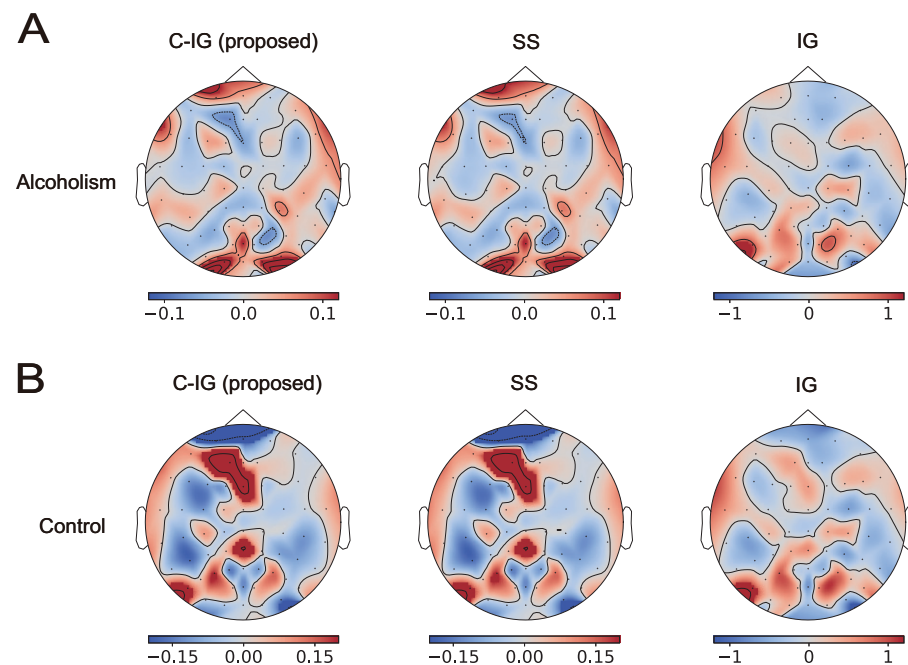 A
C-IG (proposed) SS IG
Alcoholism
−0.1 0.0 0.1 −0.1 0.0 0.1 −1 0 1
B
C-IG (proposed) SS IG
Control
−0.15 0.00 0.15 −0.15 0.00 0.15 −1 0 1